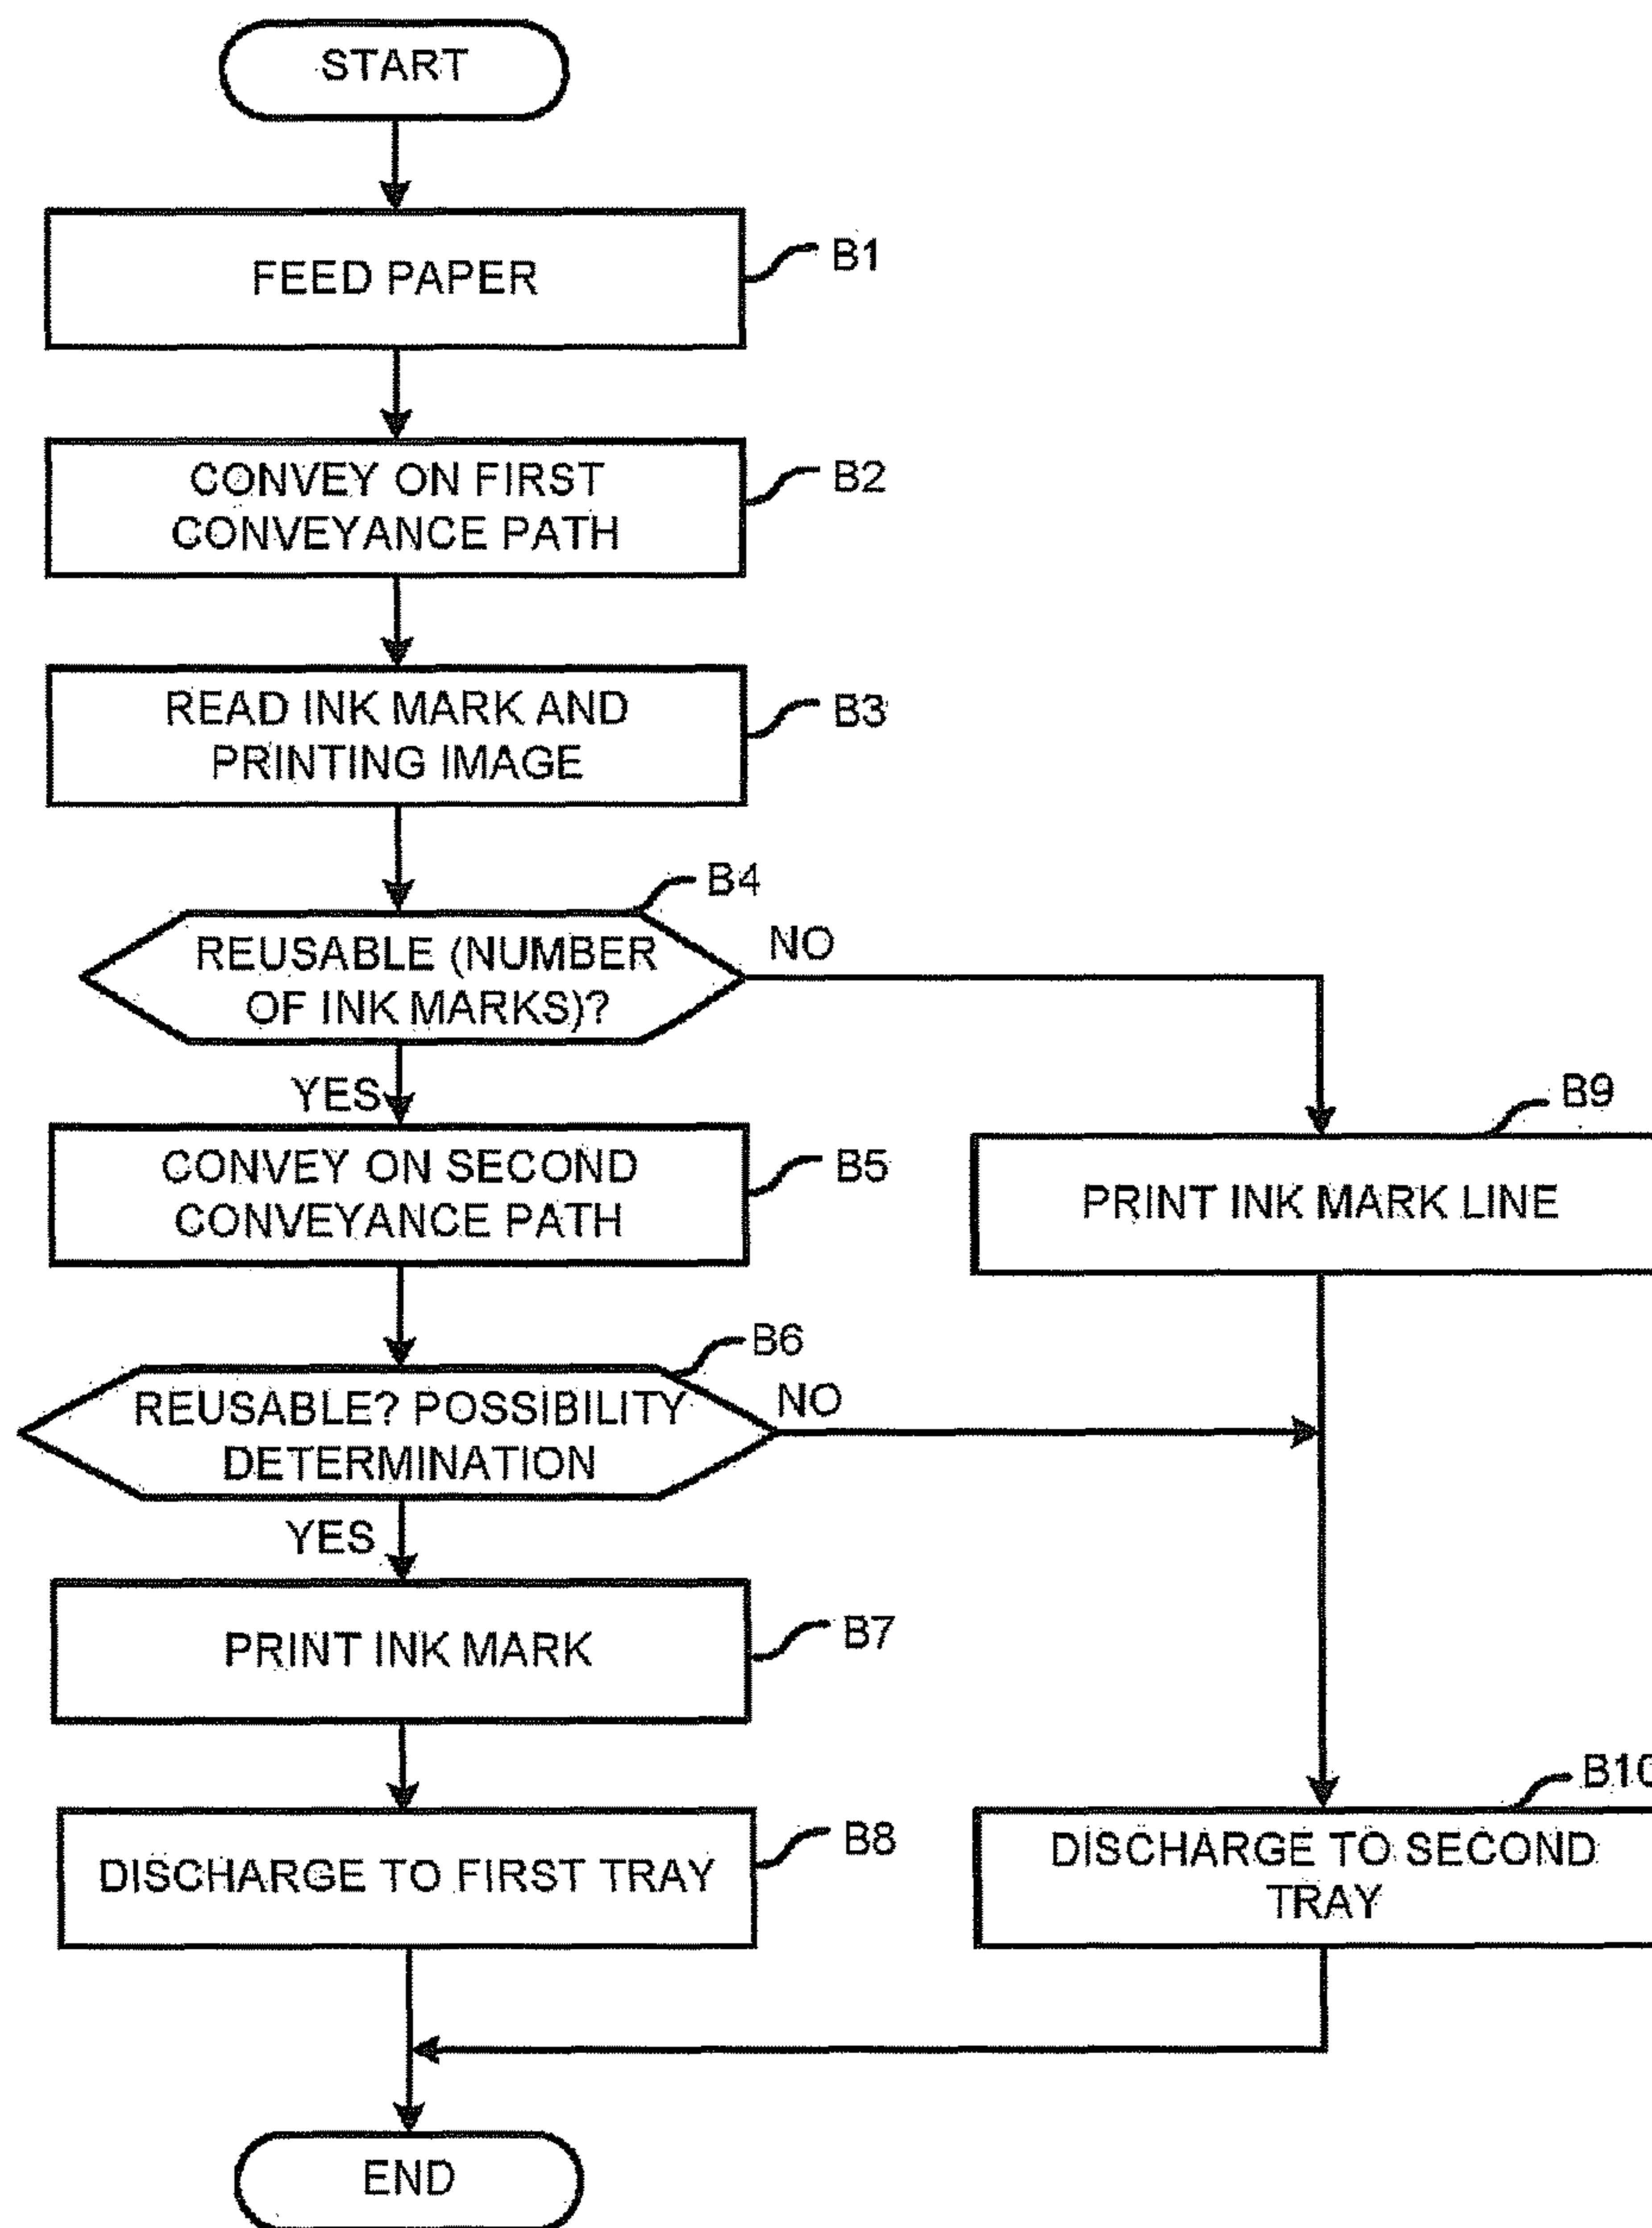 START
FEED PAPER
B1
CONVEY ON FIRST
CONVEYANCE PATH
B2
READ INK MARK AND
PRINTING IMAGE
B3
B4
REUSABLE (NUMBER
OF INK MARKS)?
NO
YES
CONVEY ON SECOND
CONVEYANCE PATH
B5
B9
PRINT INK MARK LINE
B6
REUSABLE? POSSIBILITY
DETERMINATION
NO
YES
PRINT INK MARK
B7
DISCHARGE TO FIRST TRAY
B8
B10
DISCHARGE TO SECOND
TRAY
END